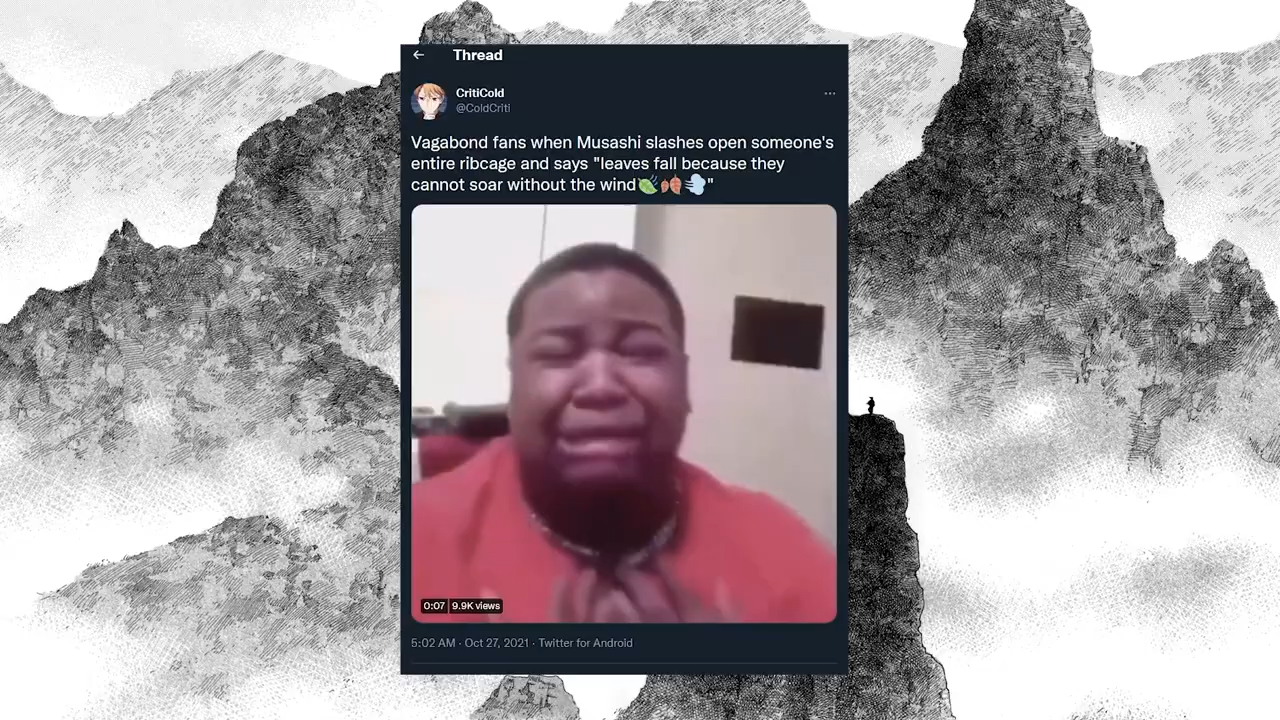 Thread
CritiCold
@ColdCriti
Vagabond fans when Musashi slashes open someone's
entire ribcage and says "leaves fall because they
cannot soar without the wind🍃🍂💨"
0:07 9.9K views
5:02 AM · Oct 27, 2021 · Twitter for Android